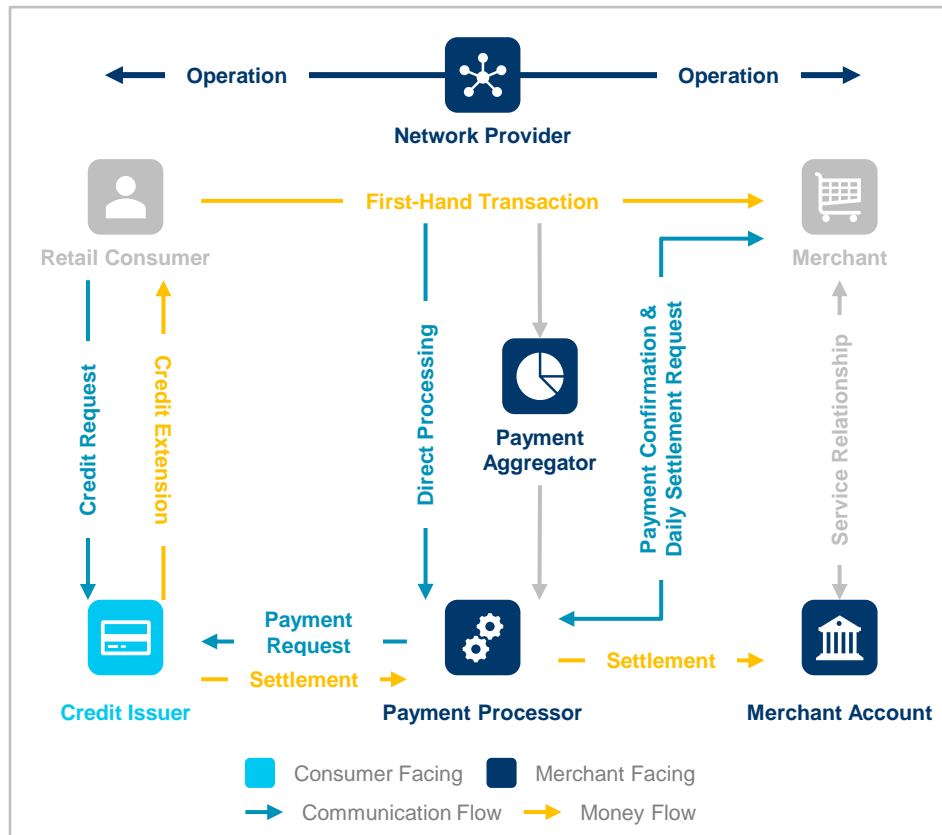 Operation
Operation
Network Provider
First-Hand Transaction
Retail Consumer
Merchant
Credit Request
Credit Extension
Direct Processing
Payment
Aggregator
Payment Confirmation &
Daily Settlement Request
Service Relationship
Payment
Request
Settlement
Settlement
Credit Issuer
Payment Processor
Merchant Account
Consumer Facing
Merchant Facing
Communication Flow
Money Flow